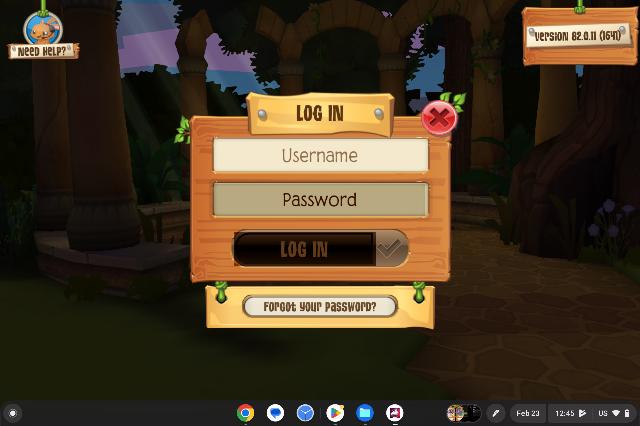 NEED HELP?
Version 82.0.11 (1641)
LOG IN
Username
Password
LOG IN
Forgot your password?
Feb 23
12:45
US